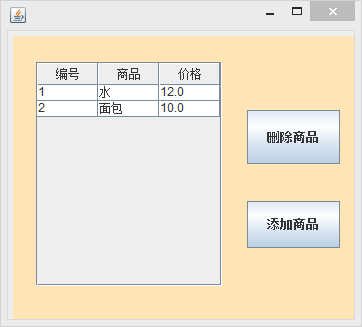 编号 商品 价格
1 水 12.0
2 面包 10.0
删除商品
添加商品